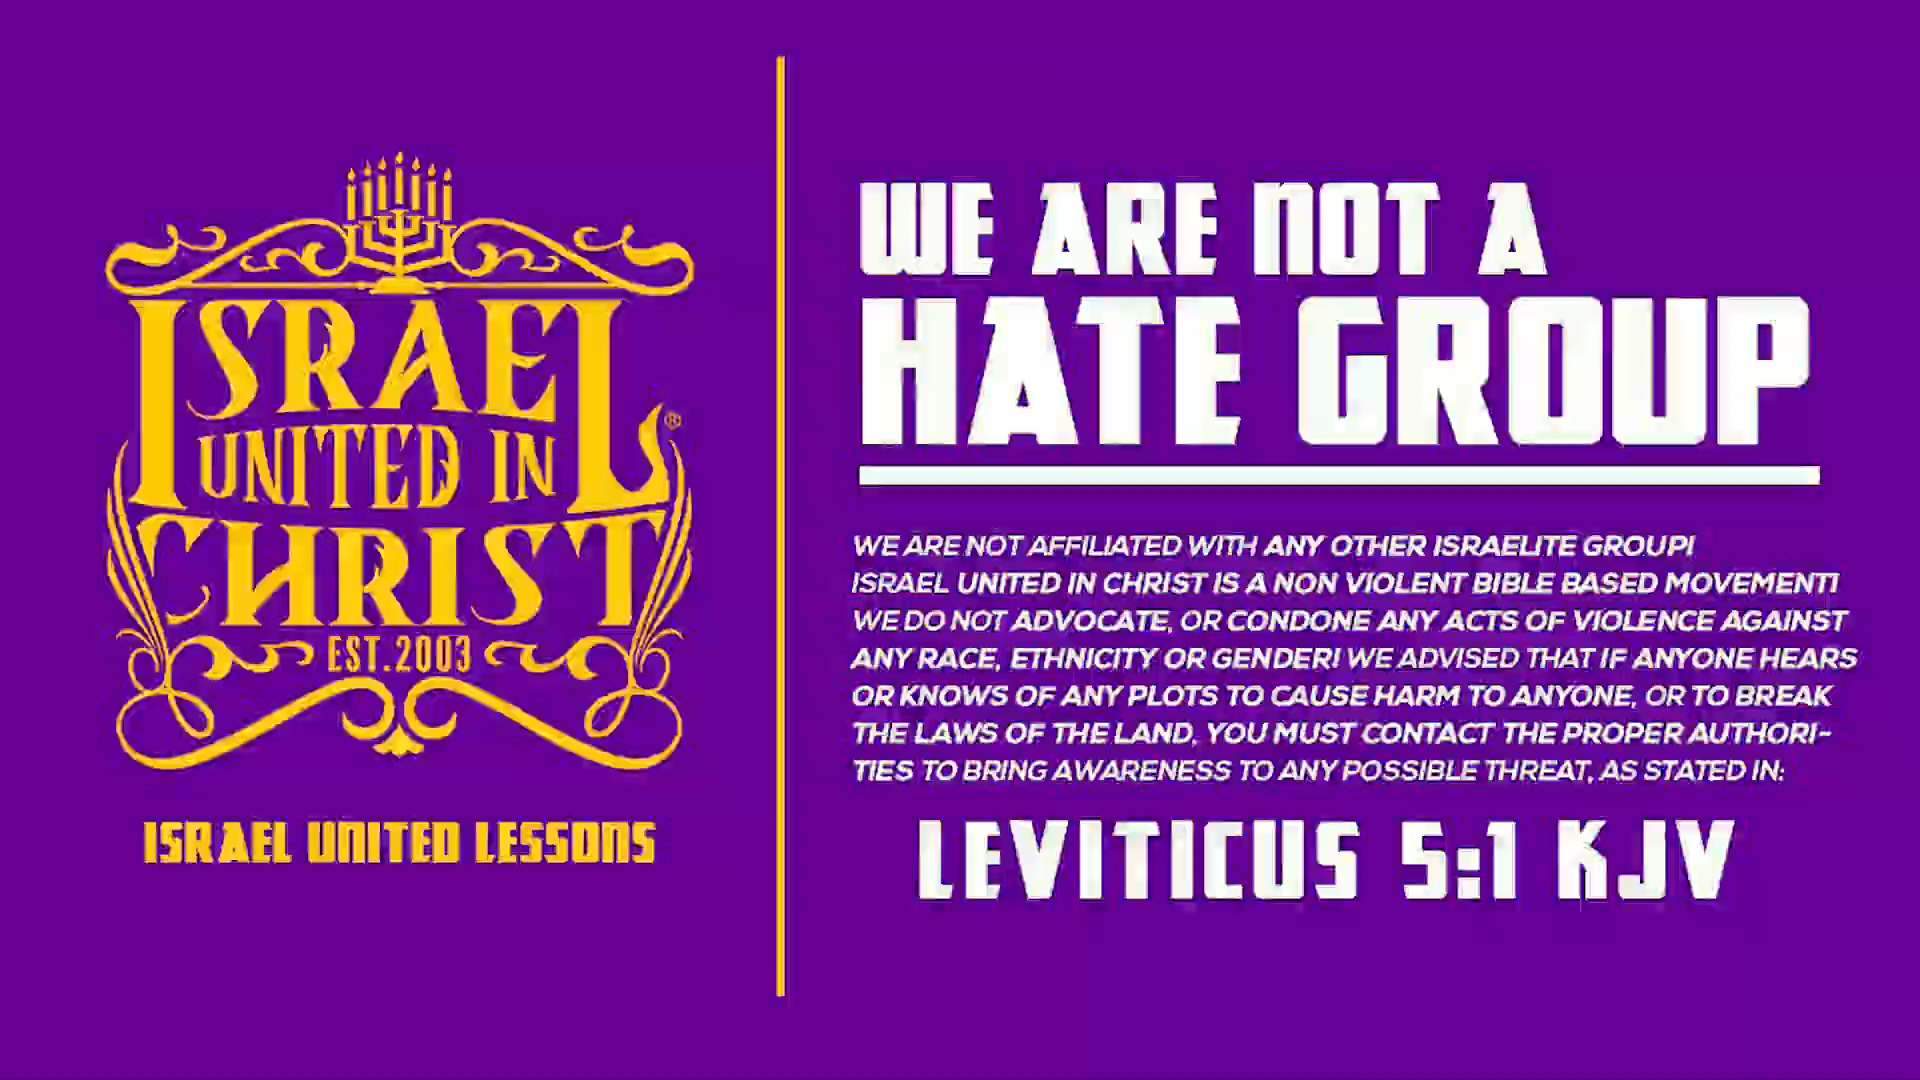 ISRAEL
UNITED IN
CHRIST
®
EST.2003
ISRAEL UNITED LESSONS
WE ARE NOT A
HATE GROUP
WE ARE NOT AFFILIATED WITH ANY OTHER ISRAELITE GROUP!
ISRAEL UNITED IN CHRIST IS A NON VIOLENT BIBLE BASED MOVEMENT!
WE DO NOT ADVOCATE, OR CONDONE ANY ACTS OF VIOLENCE AGAINST
ANY RACE, ETHNICITY OR GENDER! WE ADVISED THAT IF ANYONE HEARS
OR KNOWS OF ANY PLOTS TO CAUSE HARM TO ANYONE, OR TO BREAK
THE LAWS OF THE LAND, YOU MUST CONTACT THE PROPER AUTHORI-
TIES TO BRING AWARENESS TO ANY POSSIBLE THREAT, AS STATED IN:
LEVITICUS 5:1 KJV